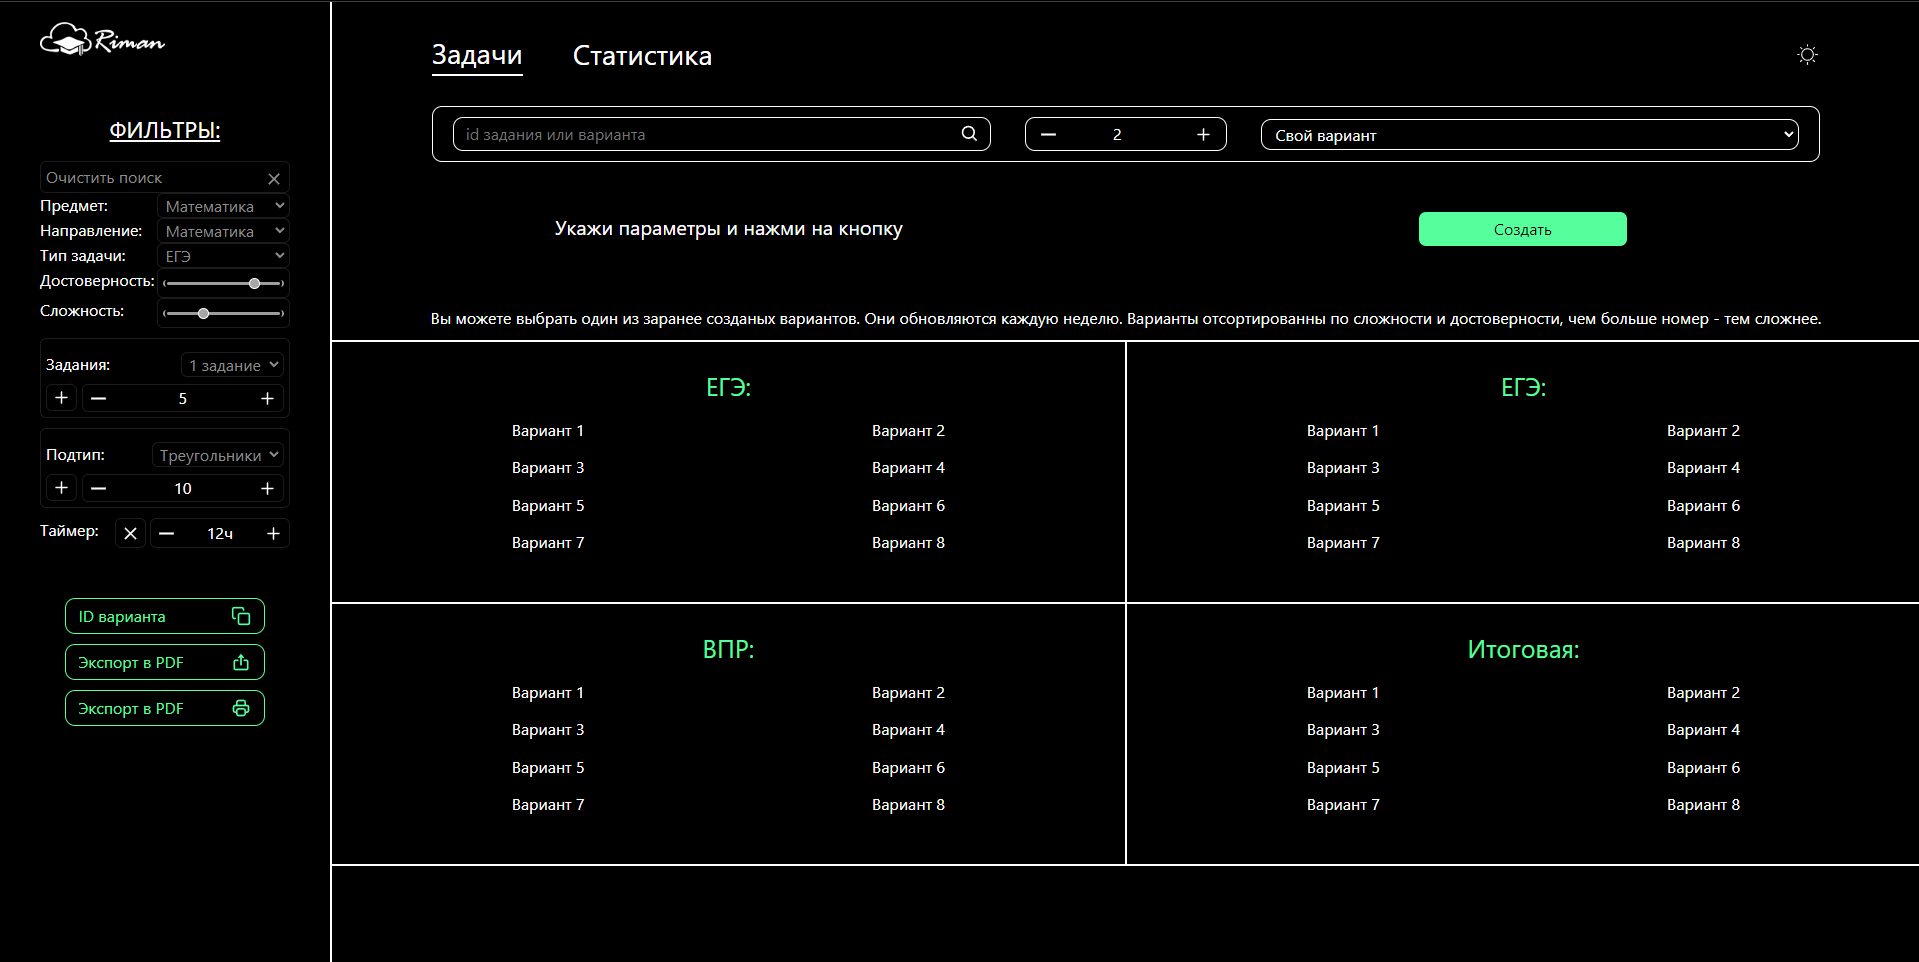 Riman
ФИЛЬТРЫ:
Очистить поиск
Предмет: Математика
Направление: Математика
Тип задачи: ЕГЭ
Достоверность:
Сложность:
Задания: 1 задание
5
Подтип: Треугольники
10
Таймер: 12ч
ID варианта
Экспорт в PDF
Экспорт в PDF
Задачи Статистика
id задания или варианта 2 Свой вариант
Укажи параметры и нажми на кнопку Создать
Вы можете выбрать один из заранее созданых вариантов. Они обновляются каждую неделю. Варианты отсортированны по сложности и достоверности, чем больше номер - тем сложнее.
ЕГЭ:
Вариант 1 Вариант 2
Вариант 3 Вариант 4
Вариант 5 Вариант 6
Вариант 7 Вариант 8
ЕГЭ:
Вариант 1 Вариант 2
Вариант 3 Вариант 4
Вариант 5 Вариант 6
Вариант 7 Вариант 8
ВПР:
Вариант 1 Вариант 2
Вариант 3 Вариант 4
Вариант 5 Вариант 6
Вариант 7 Вариант 8
Итоговая:
Вариант 1 Вариант 2
Вариант 3 Вариант 4
Вариант 5 Вариант 6
Вариант 7 Вариант 8